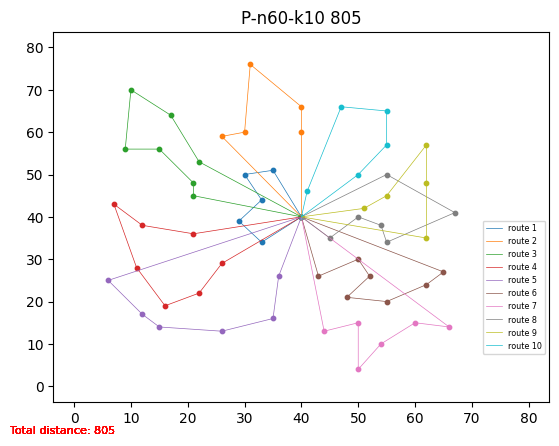 P-n60-k10 805
80
70
60
50
40
30
20
10
0
0 10 20 30 40 50 60 70 80
route 1
route 2
route 3
route 4
route 5
route 6
route 7
route 8
route 9
route 10
Total distance: 805